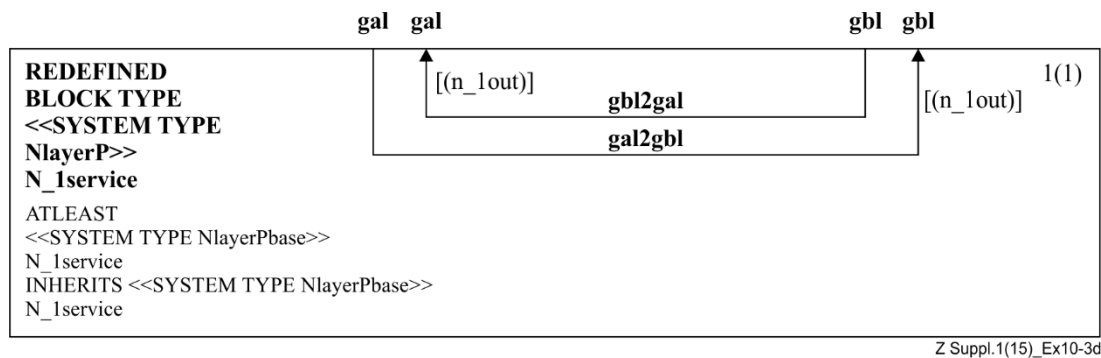 gal gal gbl gbl
REDEFINED
BLOCK TYPE
<<SYSTEM TYPE
NlayerP>>
N_1service
ATLEAST
<<SYSTEM TYPE NlayerPbase>>
N_1service
INHERITS <<SYSTEM TYPE NlayerPbase>>
N_1service
[(n_1out)]
gbl2gal
gal2gbl
[(n_1out)]
1(1)
Z Suppl.1(15)_Ex10-3d